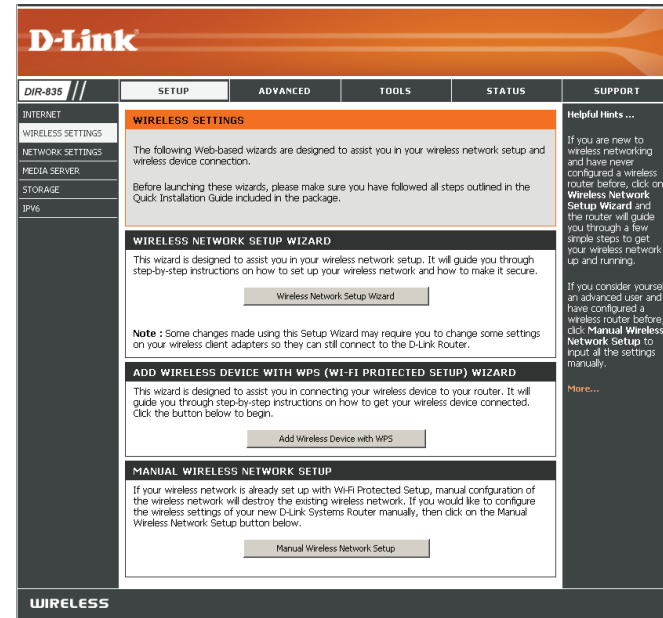 D-Link
DIR-835
SETUP
ADVANCED
TOOLS
STATUS
SUPPORT
INTERNET
WIRELESS SETTINGS
NETWORK SETTINGS
MEDIA SERVER
STORAGE
IPV6
WIRELESS SETTINGS
The following Web-based wizards are designed to assist you in your wireless network setup and
wireless device connection.
Before launching these wizards, please make sure you have followed all steps outlined in the
Quick Installation Guide included in the package.
WIRELESS NETWORK SETUP WIZARD
This wizard is designed to assist you in your wireless network setup. It will guide you through
step-by-step instructions on how to set up your wireless network and how to make it secure.
Wireless Network Setup Wizard
Note : Some changes made using this Setup Wizard may require you to change some settings
on your wireless client adapters so they can still connect to the D-Link Router.
ADD WIRELESS DEVICE WITH WPS (WI-FI PROTECTED SETUP) WIZARD
This wizard is designed to assist you in connecting your wireless device to your router. It will
guide you through step-by-step instructions on how to get your wireless device connected.
Click the button below to begin.
Add Wireless Device with WPS
MANUAL WIRELESS NETWORK SETUP
If your wireless network is already set up with Wi-Fi Protected Setup, manual confguration of
the wireless network will destroy the existing wireless network. If you would like to configure
the wireless settings of your new D-Link Systems Router manually, then click on the Manual
Wireless Network Setup button below.
Manual Wireless Network Setup
Helpful Hints ...
If you are new to
wireless networking
and have never
configured a wireless
router before, click on
Wireless Network
Setup Wizard and
the router will guide
you through a few
simple steps to get
your wireless network
up and running.
If you consider yourse
an advanced user and
have configured a
wireless router before,
click Manual Wireless
Network Setup to
input all the settings
manually.
More...
WIRELESS